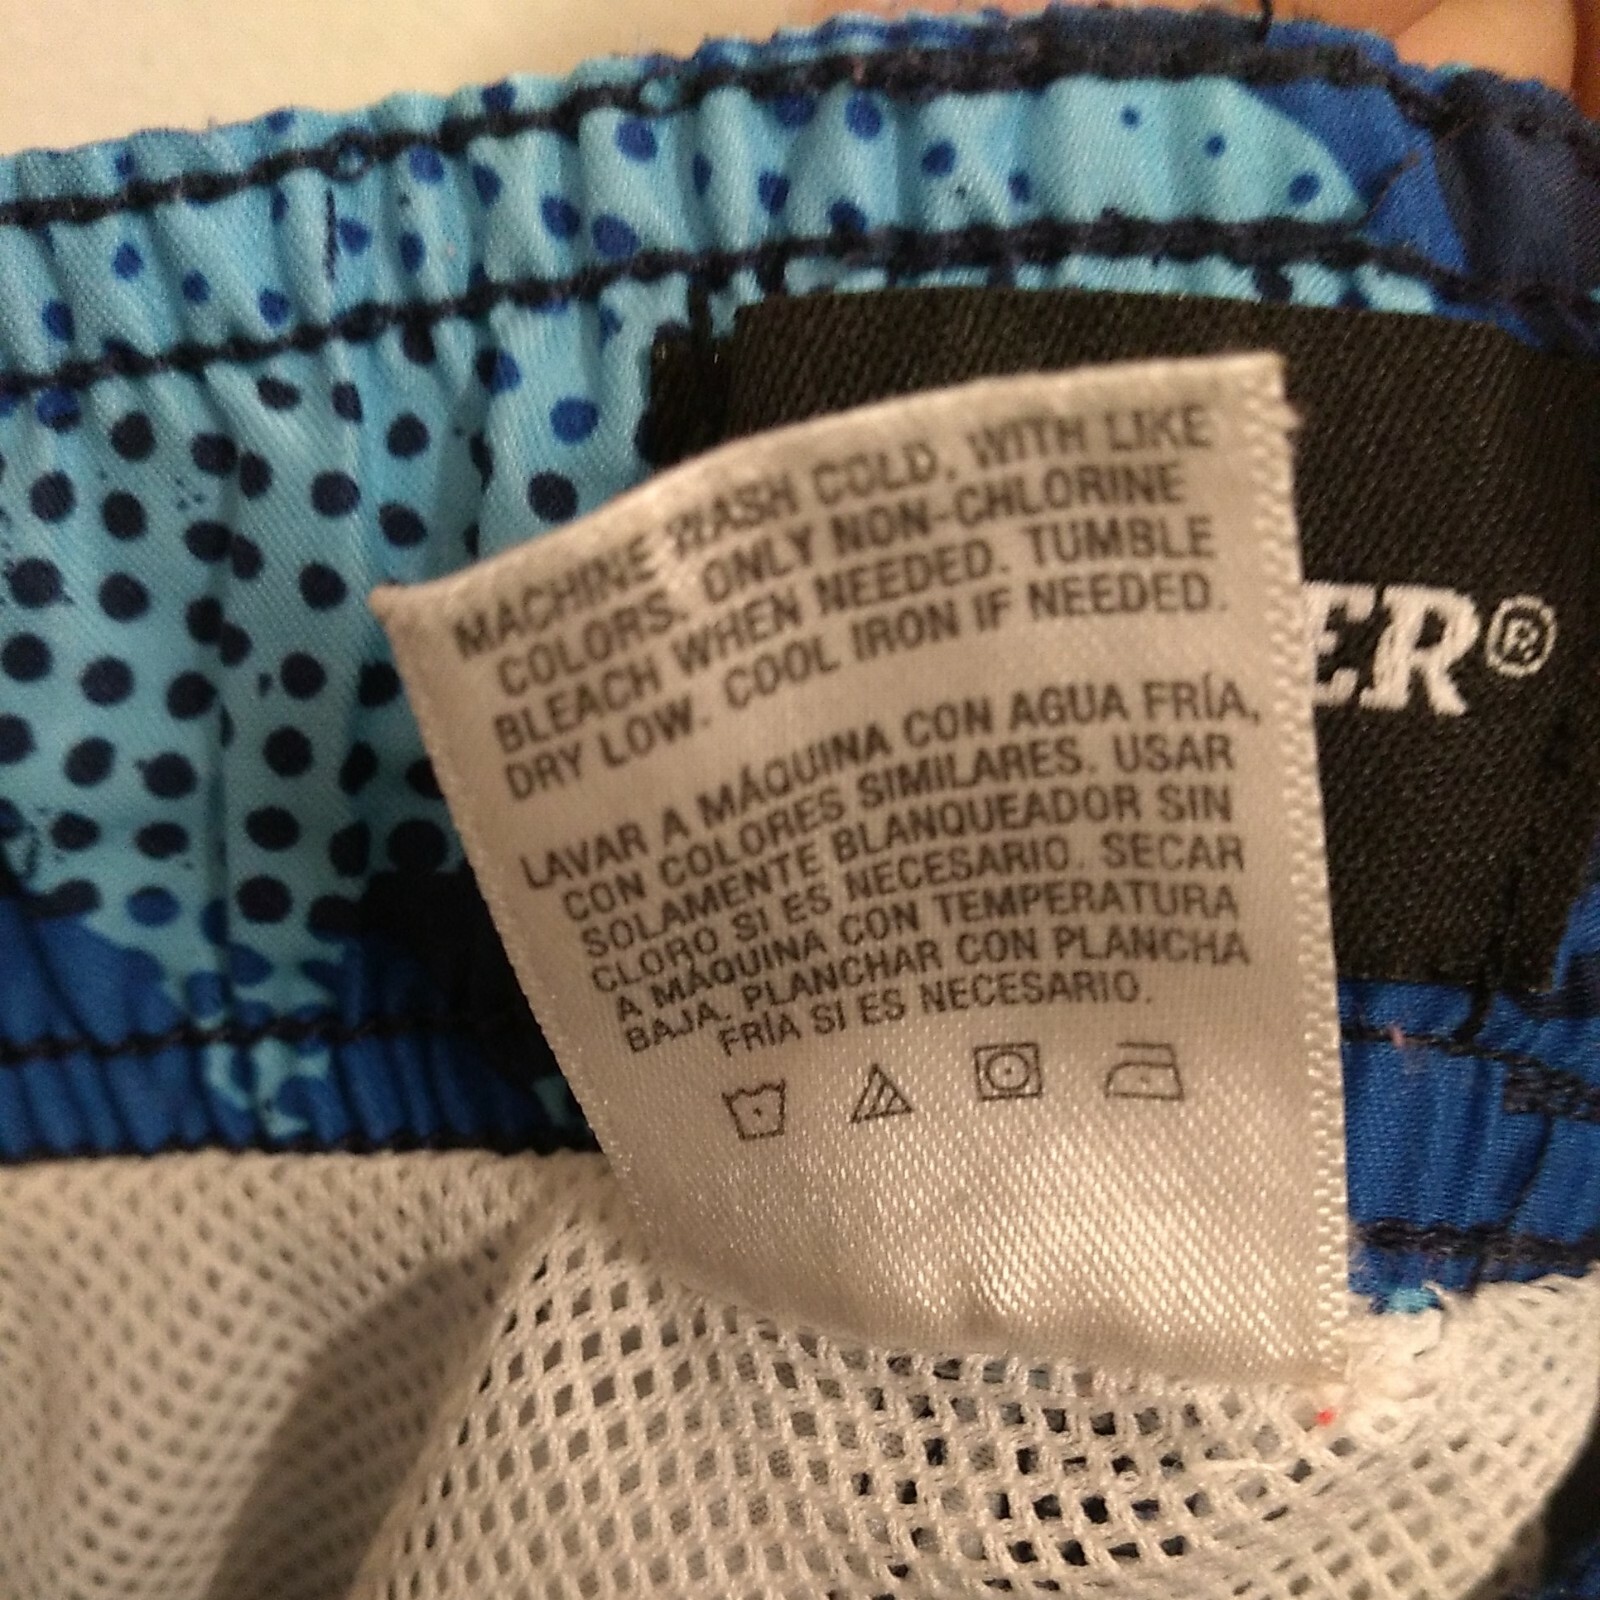 MACHINE WASH COLD, WITH LIKE
COLORS. ONLY NON-CHLORINE
BLEACH WHEN NEEDED. TUMBLE
DRY LOW. COOL IRON IF NEEDED.
LAVAR A MÁQUINA CON AGUA FRÍA,
CON COLORES SIMILARES. USAR
SOLAMENTE BLANQUEADOR SIN
CLORO SI ES NECESARIO. SECAR
A MÁQUINA CON TEMPERATURA
BAJA. PLANCHAR CON PLANCHA
FRÍA SI ES NECESARIO.
ER®